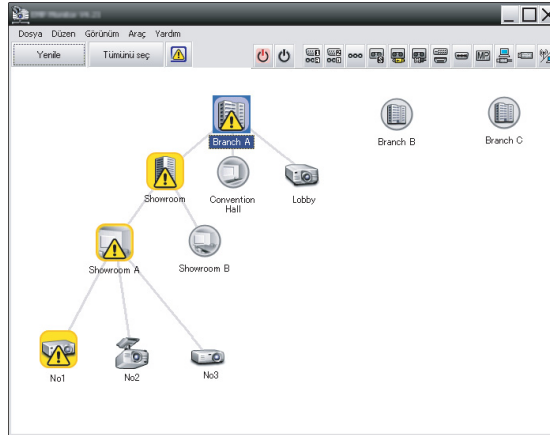 Dosya Düzen Görünüm Araç Yardım
Yenile Tümünü seç
MP
Branch A Branch B Branch C
Showroom Convention Hall Lobby
Showroom A Showroom B
No1 No2 No3